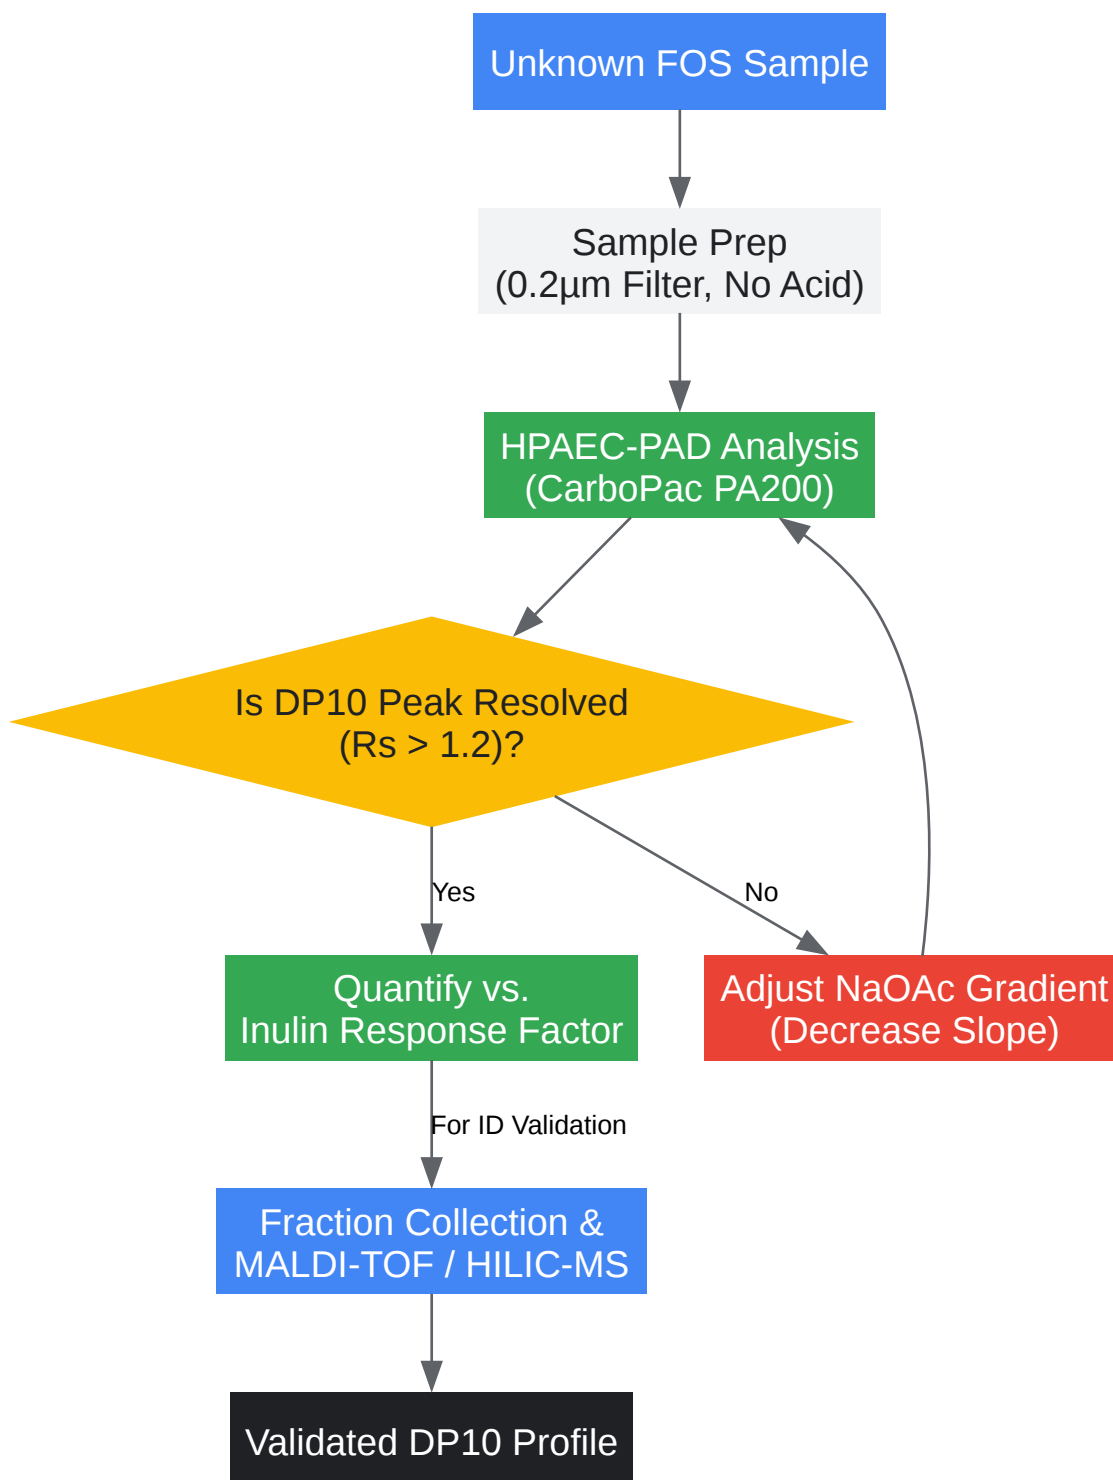 Unknown FOS Sample
Sample Prep
(0.2µm Filter, No Acid)
HPAEC-PAD Analysis
(CarboPac PA200)
Is DP10 Peak Resolved
(Rs > 1.2)?
Yes
No
Quantify vs.
Inulin Response Factor
Adjust NaOAc Gradient
(Decrease Slope)
For ID Validation
Fraction Collection &
MALDI-TOF / HILIC-MS
Validated DP10 Profile